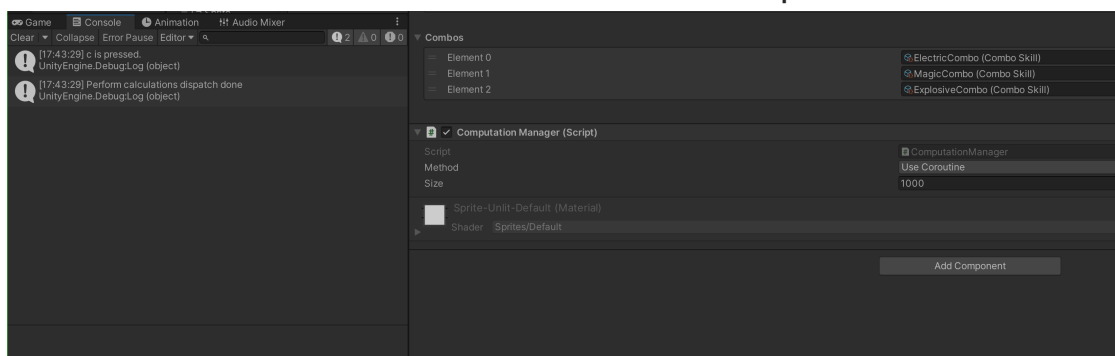 Game Console Animation Audio Mixer
Clear Collapse Error Pause Editor 2 0 0
[17:43:29] c is pressed.
UnityEngine.Debug:Log (object)
[17:43:29] Perform calculations dispatch done
UnityEngine.Debug:Log (object)
Combos
Element 0 ElectricCombo (Combo Skill)
Element 1 MagicCombo (Combo Skill)
Element 2 ExplosiveCombo (Combo Skill)
# Computation Manager (Script)
Script ComputationManager
Method Use Coroutine
Size 1000
Sprite-Unlit-Default (Material)
Shader Sprites/Default
Add Component